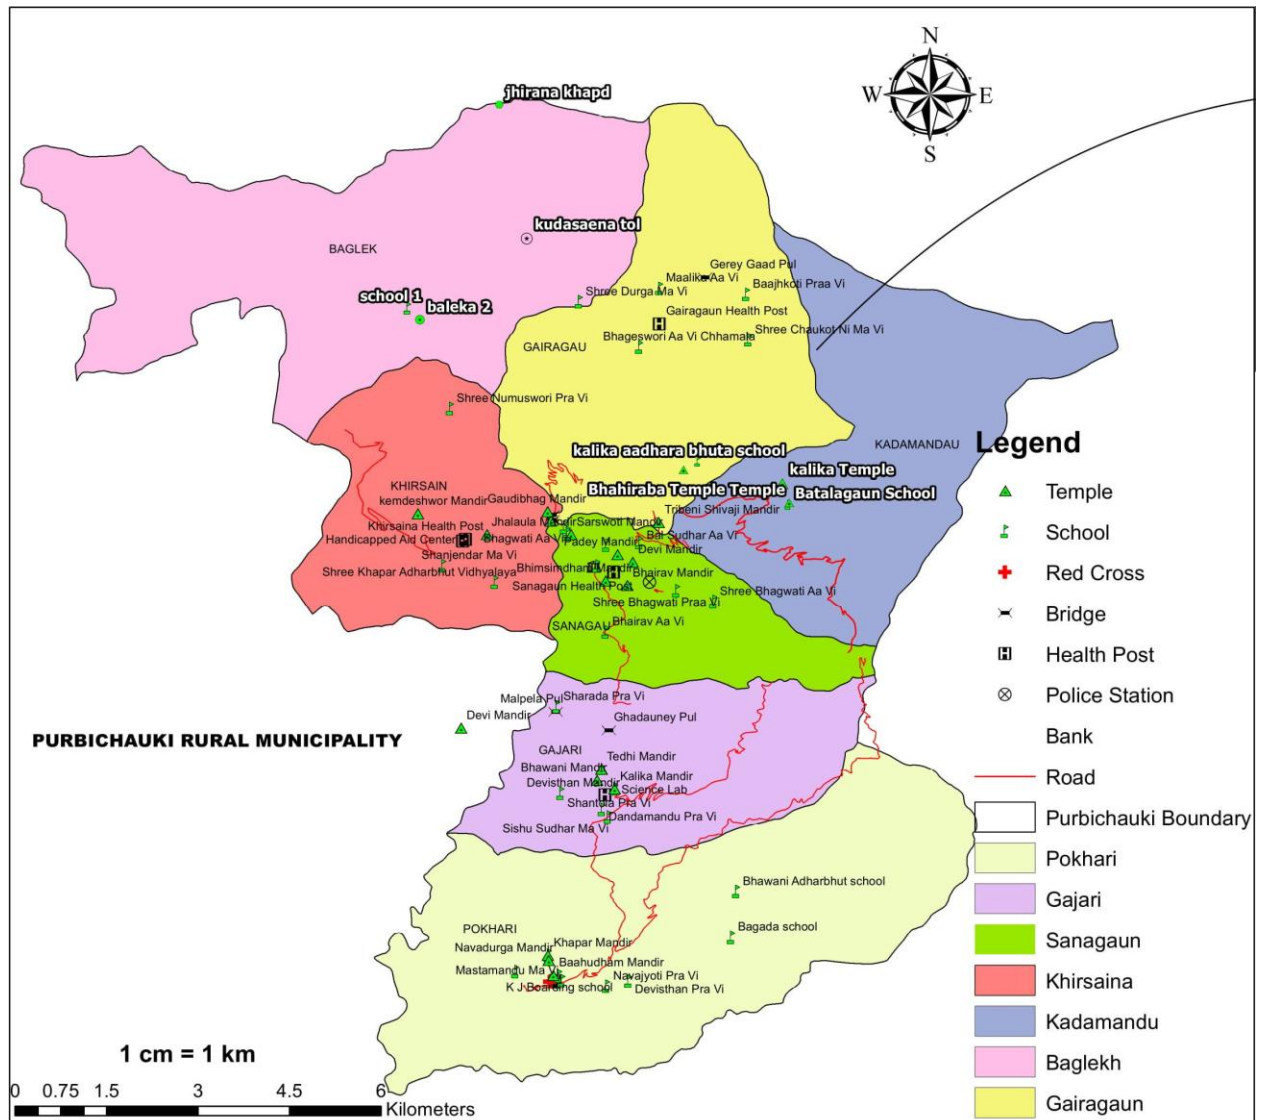 N
W
E
S
jhirana khapd
kudasaena tol
BAGLEK
Gerey Gaad Pul
Maalika Aa Vi
Baajhkoti Praa Vi
Shree Durga Ma Vi
school 1
baleka 2
Gairagaun Health Post
Shree Chaukot Ni Ma Vi
Bhageswori Aa Vi Chhamala
GAIRAGAU
Shree Numuswori Pra Vi
KADAMANDAU
kalika aadhara bhuta school
kalika Temple
KHIRSAIN
Bhahiraba Temple Temple
Batalagaun School
kemdeshwor Mandir
Gaudibhag Mandir
Tribeni Shivaji Mandir
Khirsaina Health Post
Jhalaula Mandir
Sarswoti Mandir
Handicapped Aid Center
Bhagwati Aa Vi
Padey Mandir
Bal Sudhar Aa Vi
Shanjendar Ma Vi
Devi Mandir
Shree Khapar Adharbhut Vidhyalaya
Bhimsindham Mandir
Bhairav Mandir
Sanagaun Health Post
Shree Bhagwati Aa Vi
Shree Bhagwati Praa Vi
SANAGAU
Bhairav Aa Vi
Malpela Pul
Sharada Pra Vi
Devi Mandir
Ghadauney Pul
PURBICHAUKI RURAL MUNICIPALITY
GAJARI
Tedhi Mandir
Bhawani Mandir
Kalika Mandir
Devisthan Mandir
Science Lab
Shantola Pra Vi
Dandamandu Pra Vi
Sishu Sudhar Ma Vi
Bhawani Adharbhut school
Bagada school
POKHARI
Khapar Mandir
Navadurga Mandir
Baahudham Mandir
Mastamandu Ma Vi
Navajyoti Pra Vi
K J Boarding school
Devisthan Pra Vi
Legend
Temple
School
Red Cross
Bridge
H Health Post
Police Station
Bank
Road
Purbichauki Boundary
Pokhari
Gajari
Sanagaun
Khirsaina
Kadamandu
Baglekh
Gairagaun
1 cm = 1 km
0 0.75 1.5 3 4.5 6
Kilometers